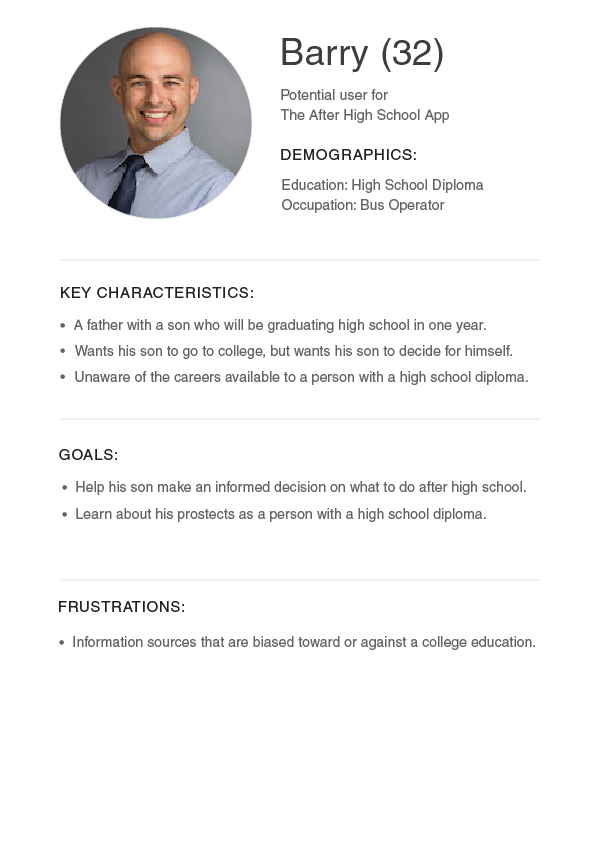 Barry (32)
Potential user for
The After High School App
DEMOGRAPHICS:
Education: High School Diploma
Occupation: Bus Operator
KEY CHARACTERISTICS:
• A father with a son who will be graduating high school in one year.
• Wants his son to go to college, but wants his son to decide for himself.
• Unaware of the careers available to a person with a high school diploma.
GOALS:
• Help his son make an informed decision on what to do after high school.
• Learn about his prostects as a person with a high school diploma.
FRUSTRATIONS:
• Information sources that are biased toward or against a college education.